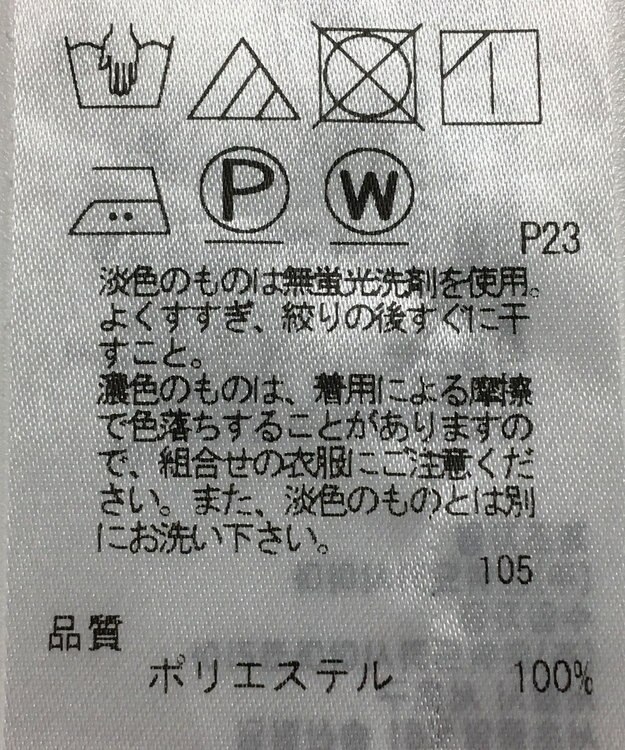 P W
P23
淡色のものは無蛍光洗剤を使用。
よくすすぎ、絞りの後すぐに干
すこと。
濃色のものは、着用による摩擦
で色落ちすることがありますの
で、組合せの衣服にご注意くだ
さい。また、淡色のものとは別
にお洗い下さい。
105
品質
ポリエステル 100%